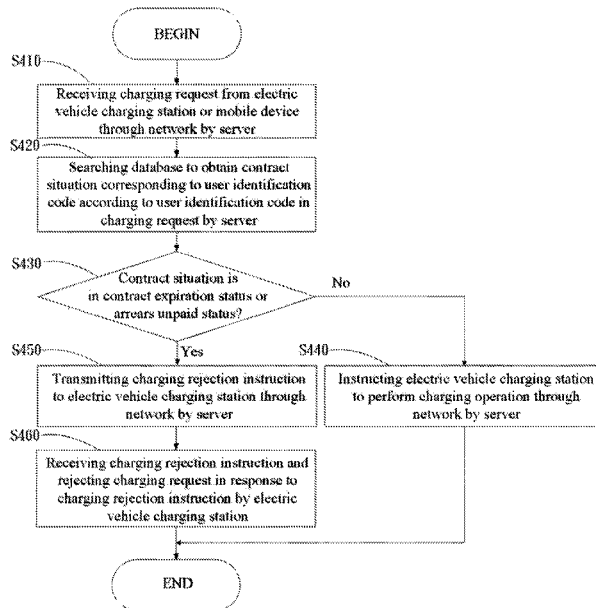 BEGIN
S410
Receiving charging request from electric
vehicle charging station or mobile device
through network by server
S420
Searching database to obtain contract
situation corresponding to user identification
code according to user identification code in
charging request by server
S430
Contract situation is
in contract expiration status or
arrears unpaid status?
No
Yes
S450
Transmitting charging rejection instruction
to electric vehicle charging station through
network by server
S440
Instructing electric vehicle charging station
to perform charging operation through
network by server
S460
Receiving charging rejection instruction and
rejecting charging request in response to
charging rejection instruction by electric
vehicle charging station
END